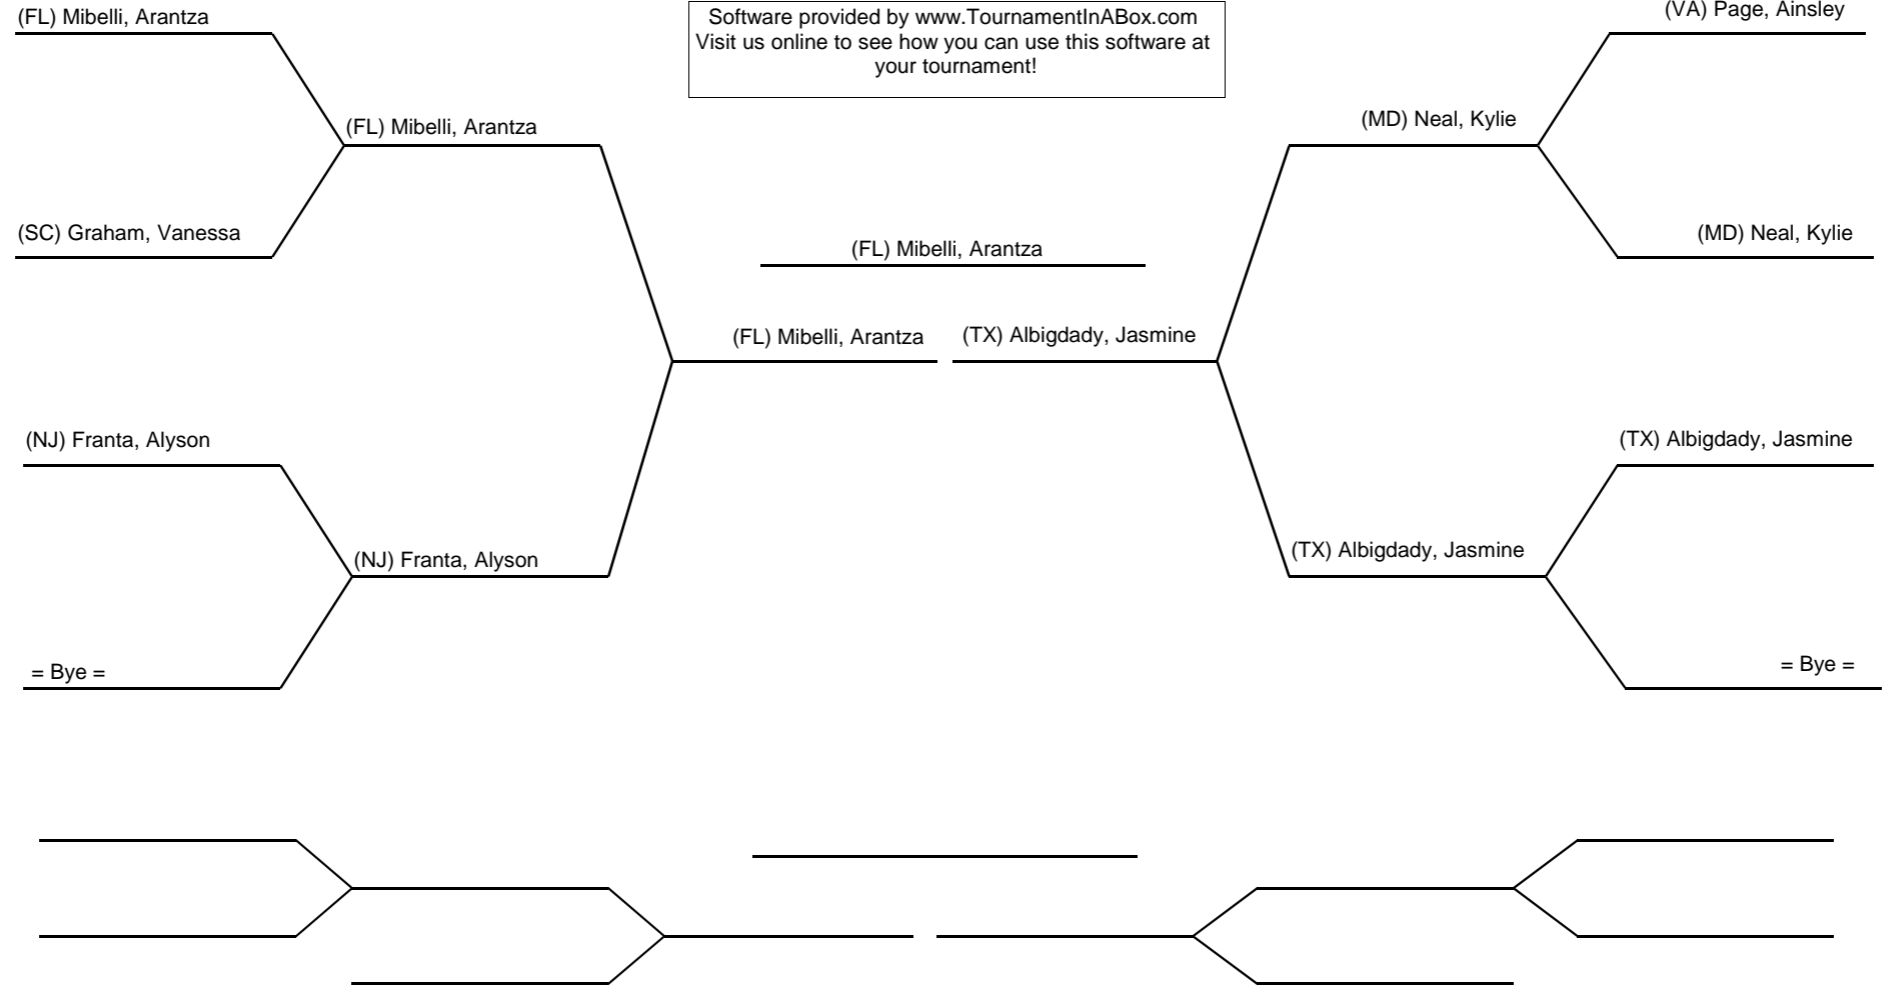 (FL) Mibelli, Arantza
Software provided by www.TournamentInABox.com
Visit us online to see how you can use this software at
your tournament!
(VA) Page, Ainsley
(FL) Mibelli, Arantza
(MD) Neal, Kylie
(SC) Graham, Vanessa
(FL) Mibelli, Arantza
(MD) Neal, Kylie
(FL) Mibelli, Arantza
(TX) Albigdady, Jasmine
(NJ) Franta, Alyson
(TX) Albigdady, Jasmine
(NJ) Franta, Alyson
(TX) Albigdady, Jasmine
= Bye =
= Bye =